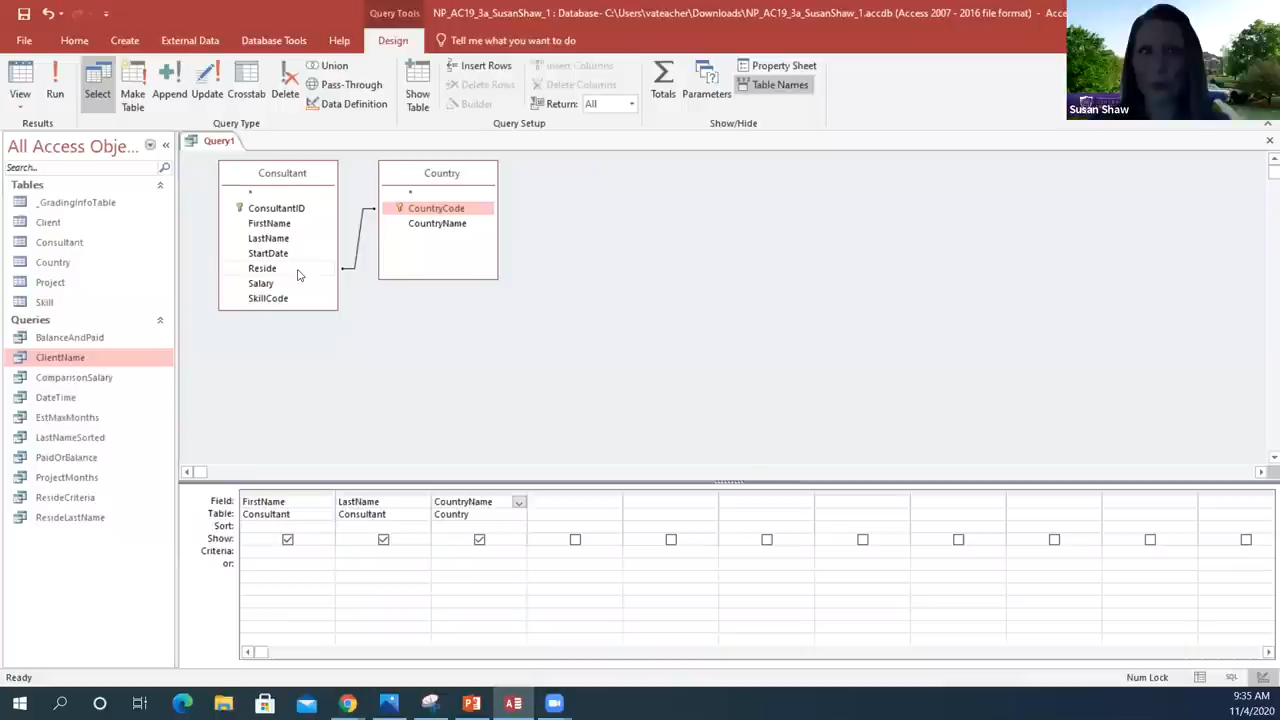 Query Tools
NP_AC19_3a_SusanShaw_1 : Database- C:\Users\vateacher\Downloads\NP_AC19_3a_SusanShaw_1.accdb (Access 2007 - 2016 file format) - Acce
File Home Create External Data Database Tools Help Design Tell me what you want to do
View
Run
Select
Make Table
Append
Update
Crosstab
Delete
Union
Pass-Through
Data Definition
Show Table
Insert Rows
Delete Rows
Builder
Insert Columns
Delete Columns
Return: All
Totals
Parameters
Property Sheet
Table Names
Results
Query Type
Query Setup
Show/Hide
Susan Shaw
All Access Obje...
Search...
Tables
_GradingInfoTable
Client
Consultant
Country
Project
Skill
Queries
BalanceAndPaid
ClientName
ComparisonSalary
DateTime
EstMaxMonths
LastNameSorted
PaidOrBalance
ProjectMonths
ResideCriteria
ResideLastName
Query1
Consultant
*
ConsultantID
FirstName
LastName
StartDate
Reside
Salary
SkillCode
Country
*
CountryCode
CountryName
Field: FirstName LastName CountryName
Table: Consultant Consultant Country
Sort:
Show:
Criteria:
or:
Ready
Num Lock
SQL
9:35 AM
11/4/2020